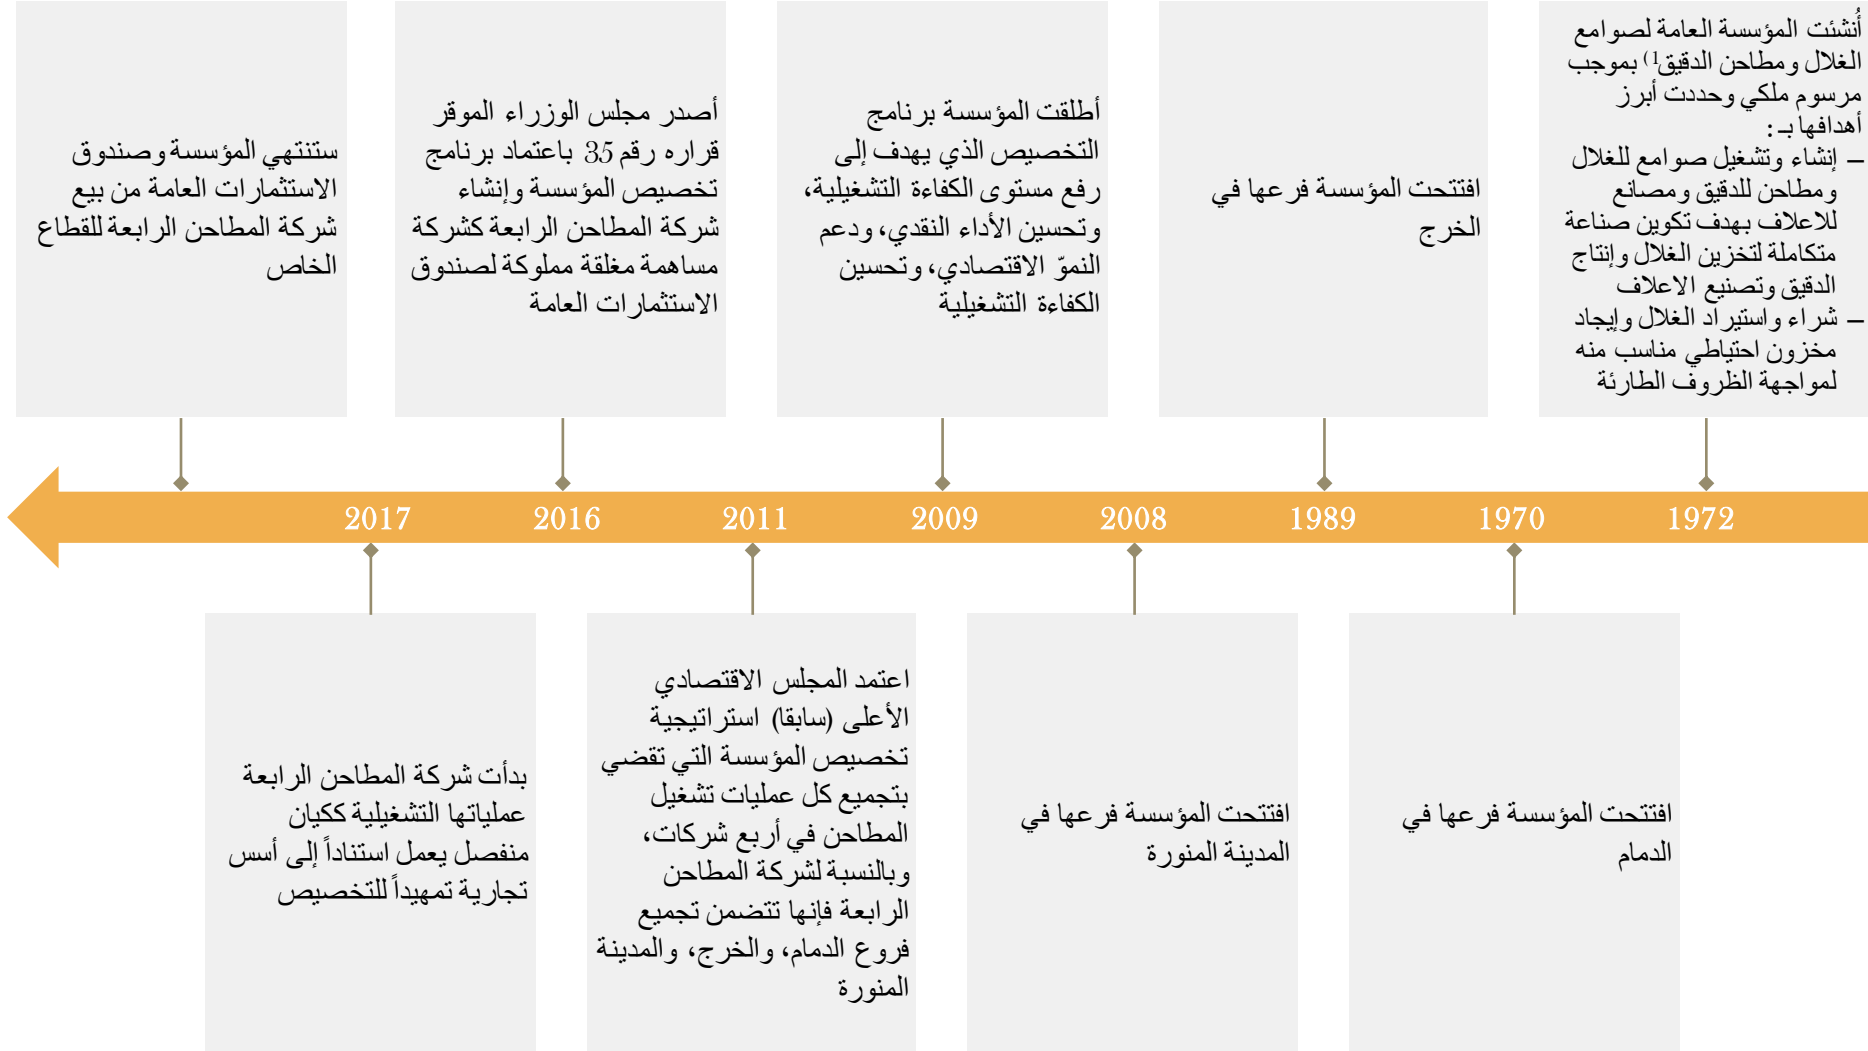 أُنشئت المؤسسة العامة لصوامع
الغلال ومطاحن الدقيق1) بموجب
مرسوم ملكي وحددت أبرز
أهدافها بـ :
– إنشاء وتشغيل صوامع للغلال
ومطاحن للدقيق ومصانع
للاعلاف بهدف تكوين صناعة
متكاملة لتخزين الغلال وإنتاج
الدقيق وتصنيع الاعلاف
– شراء واستيراد الغلال وإيجاد
مخزون احتياطي مناسب منه
لمواجهة الظروف الطارئة
افتتحت المؤسسة فرعها في
الخرج
أطلقت المؤسسة برنامج
التخصيص الذي يهدف إلى
رفع مستوى الكفاءة التشغيلية،
وتحسين الأداء النقدي، ودعم
النموّ الاقتصادي، وتحسين
الكفاءة التشغيلية
أصدر مجلس الوزراء الموقر
قراره رقم 35 باعتماد برنامج
تخصيص المؤسسة وإنشاء
شركة المطاحن الرابعة كشركة
مساهمة مغلقة مملوكة لصندوق
الاستثمارات العامة
ستنتهي المؤسسة وصندوق
الاستثمارات العامة من بيع
شركة المطاحن الرابعة للقطاع
الخاص
1972 1970 1989 2008 2009 2011 2016 2017
افتتحت المؤسسة فرعها في
الدمام
افتتحت المؤسسة فرعها في
المدينة المنورة
اعتمد المجلس الاقتصادي
الأعلى (سابقا) استراتيجية
تخصيص المؤسسة التي تقضي
بتجميع كل عمليات تشغيل
المطاحن في أربع شركات،
وبالنسبة لشركة المطاحن
الرابعة فإنها تتضمن تجميع
فروع الدمام، والخرج، والمدينة
المنورة
بدأت شركة المطاحن الرابعة
عملياتها التشغيلية ككيان
منفصل يعمل استناداً إلى أسس
تجارية تمهيداً للتخصيص